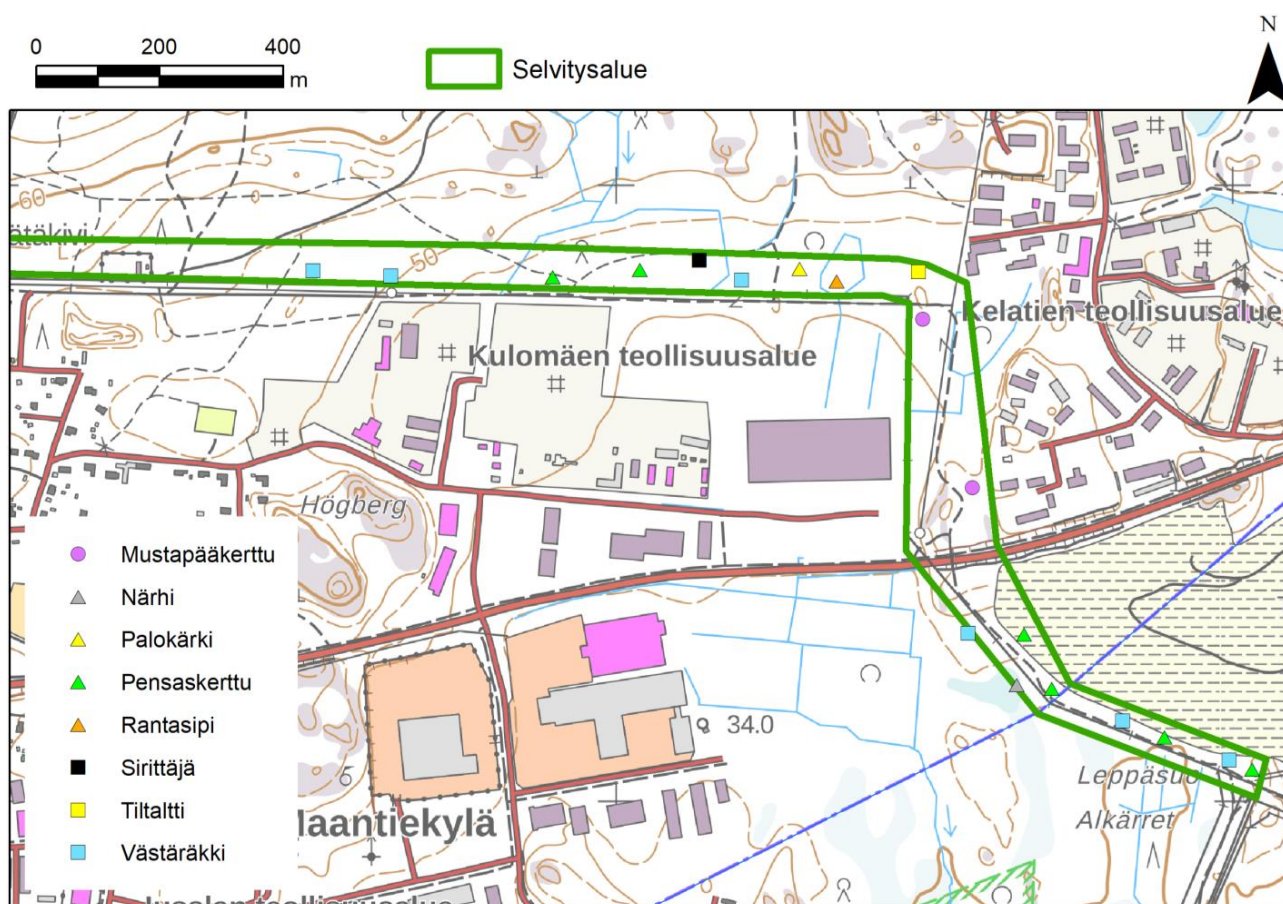 0 200 400
m
Selvitysalue
N
60
ätäkivi
50
Kelatien teollisuusalue
Kulomäen teollisuusalue
Högberg
Mustapääkerttu
Närhi
Palokärki
Pensaskerttu
Rantasipi
Sirittäjä
Tiltaltti
Västäräkki
34.0
Leppäsuo
Alkärret
Maantiekylä